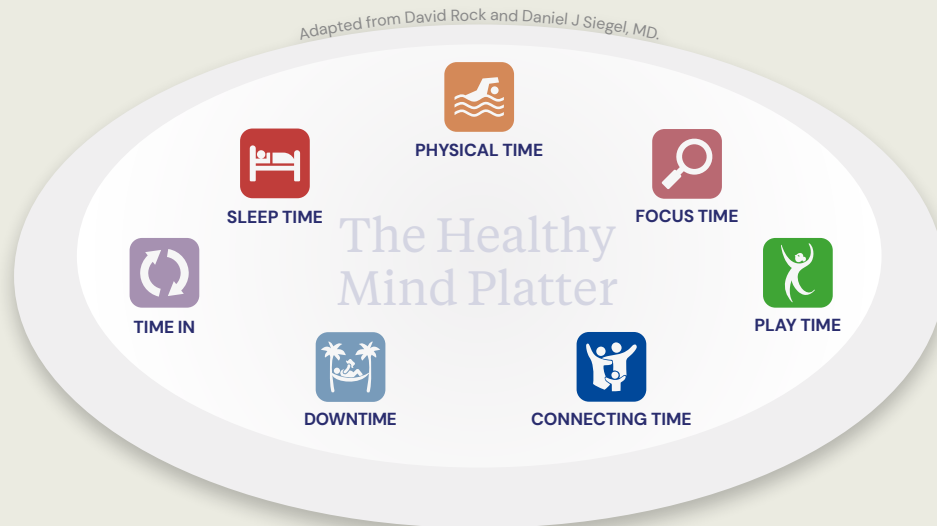 Adapted from David Rock and Daniel J Siegel, MD.
PHYSICAL TIME
SLEEP TIME
FOCUS TIME
The Healthy
Mind Platter
TIME IN
PLAY TIME
DOWNTIME
CONNECTING TIME